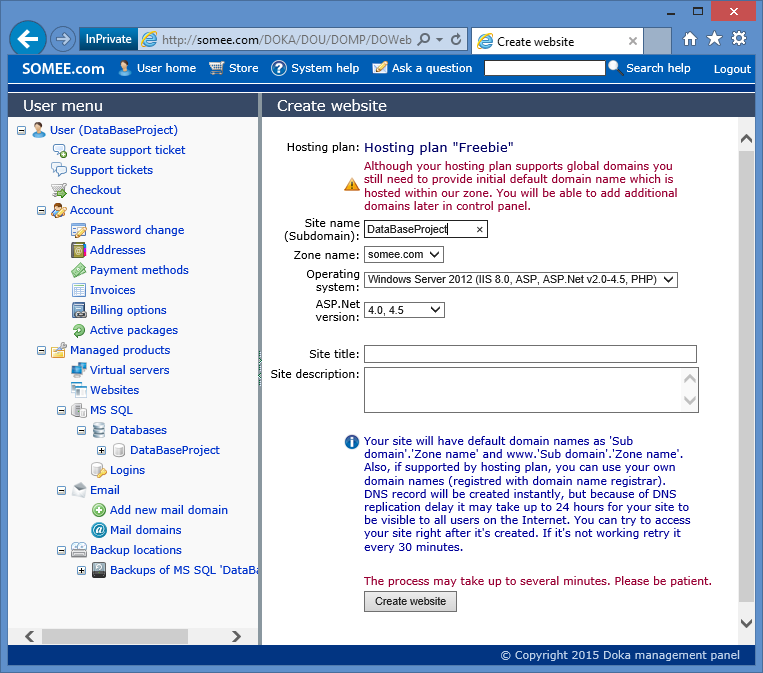 InPrivate
http://somee.com/DOKA/DOU/DOMP/DOWeb
Create website
SOMEE.com
User home
Store
System help
Ask a question
Search help
Logout
User menu
User (DataBaseProject)
Create support ticket
Support tickets
Checkout
Account
Password change
Addresses
Payment methods
Invoices
Billing options
Active packages
Managed products
Virtual servers
Websites
MS SQL
Databases
DataBaseProject
Logins
Email
Add new mail domain
Mail domains
Backup locations
Backups of MS SQL 'DataBa
Create website
Hosting plan: Hosting plan "Freebie"
Although your hosting plan supports global domains you
still need to provide initial default domain name which is
hosted within our zone. You will be able to add additional
domains later in control panel.
Site name
(Subdomain): DataBaseProject
Zone name: somee.com
Operating
system: Windows Server 2012 (IIS 8.0, ASP, ASP.Net v2.0-4.5, PHP)
ASP.Net
version: 4.0, 4.5
Site title:
Site description:
Your site will have default domain names as 'Sub
domain'.'Zone name' and www.'Sub domain'.'Zone name'.
Also, if supported by hosting plan, you can use your own
domain names (registred with domain name registrar).
DNS record will be created instantly, but because of DNS
replication delay it may take up to 24 hours for your site to
be visible to all users on the Internet. You can try to access
your site right after it's created. If it's not working retry it
every 30 minutes.
The process may take up to several minutes. Please be patient.
Create website
© Copyright 2015 Doka management panel